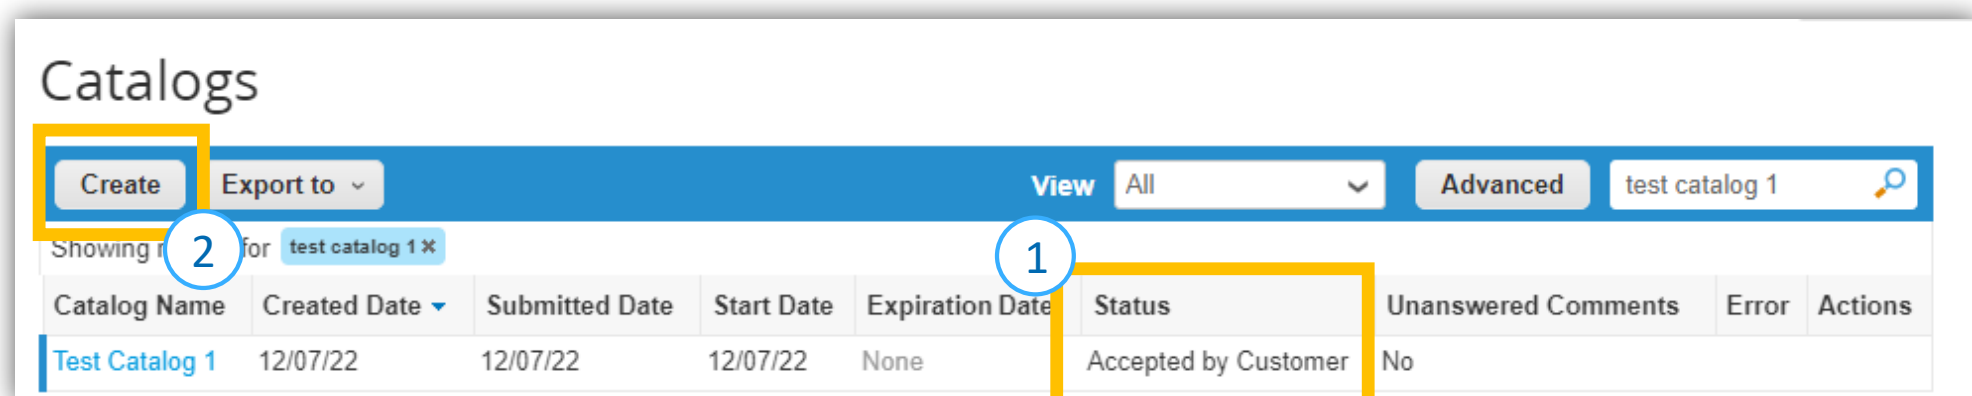 Catalogs
Create Export to View All Advanced test catalog 1
Showing for test catalog 1 ✖
2
1
Catalog Name Created Date Submitted Date Start Date Expiration Date Status Unanswered Comments Error Actions
Test Catalog 1 12/07/22 12/07/22 12/07/22 None Accepted by Customer No